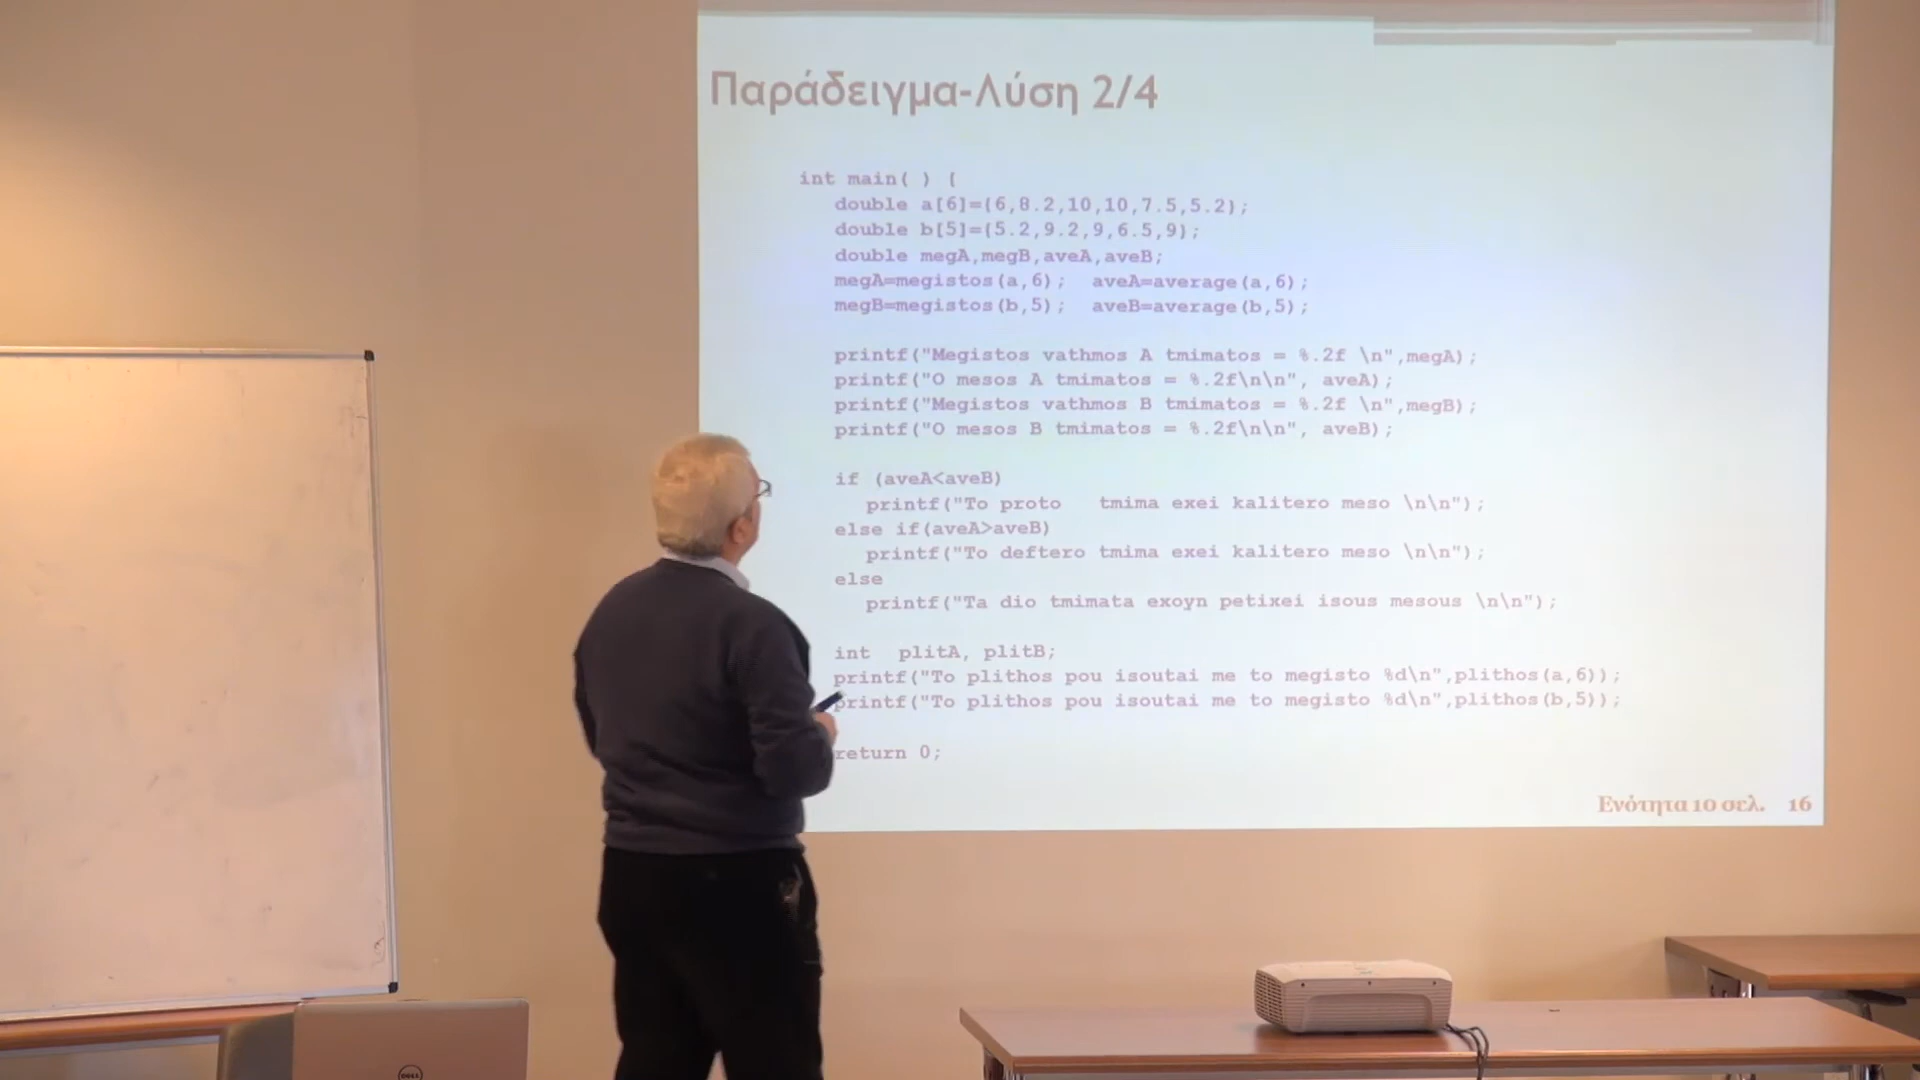 Παράδειγμα-Λύση 2/4
int main( ) {
double a[6]={6,8.2,10,10,7.5,5.2};
double b[5]={5.2,9.2,9,6.5,9};
double megA,megB,aveA,aveB;
megA=megistos(a,6); aveA=average(a,6);
megB=megistos(b,5); aveB=average(b,5);
printf("Megistos vathmos A tmimatos = %.2f \n",megA);
printf("O mesos A tmimatos = %.2f\n\n", aveA);
printf("Megistos vathmos B tmimatos = %.2f \n",megB);
printf("O mesos B tmimatos = %.2f\n\n", aveB);
if (aveA<aveB)
printf("To proto tmima exei kalitero meso \n\n");
else if(aveA>aveB)
printf("To deftero tmima exei kalitero meso \n\n");
else
printf("Ta dio tmimata exoyn petixei isous mesous \n\n");
int plitA, plitB;
printf("To plithos pou isoutai me to megisto %d\n",plithos(a,6));
printf("To plithos pou isoutai me to megisto %d\n",plithos(b,5));
return 0;
Ενότητα 10 σελ. 16
DELL